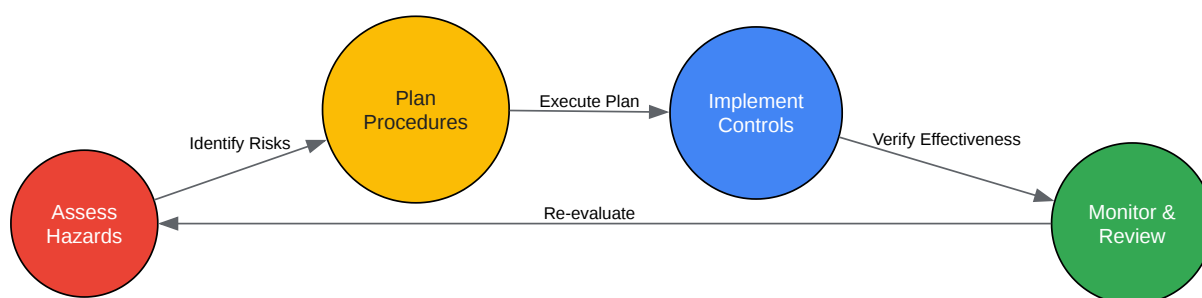 Assess
Hazards
Identify Risks
Plan
Procedures
Execute Plan
Implement
Controls
Verify Effectiveness
Monitor &
Review
Re-evaluate